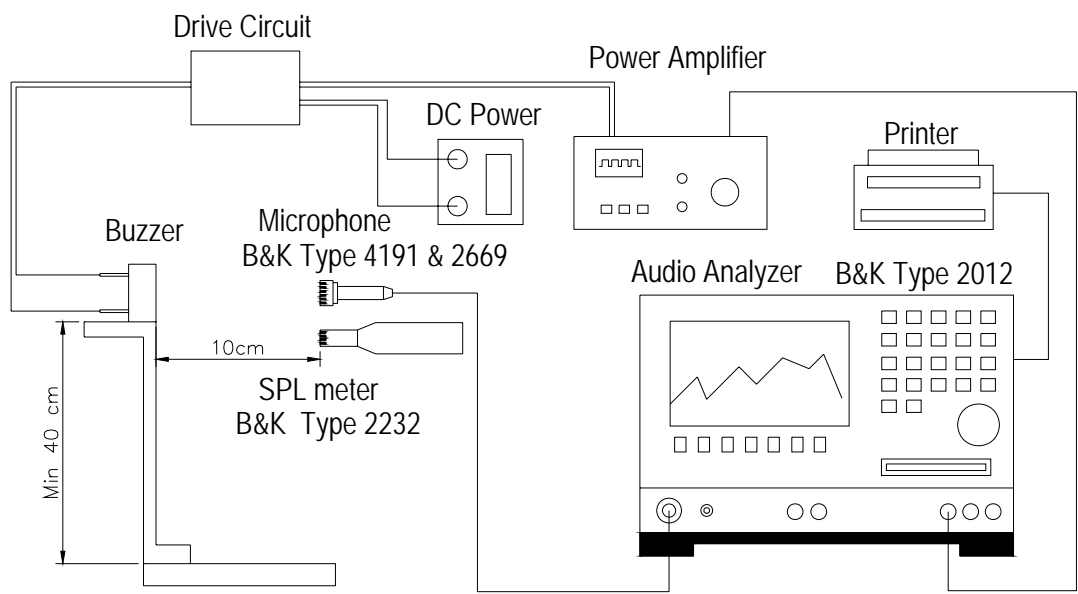 Drive Circuit
Power Amplifier
DC Power
Printer
Microphone
B&K Type 4191 & 2669
Buzzer
Audio Analyzer
B&K Type 2012
10cm
SPL meter
B&K Type 2232
Min 40 cm